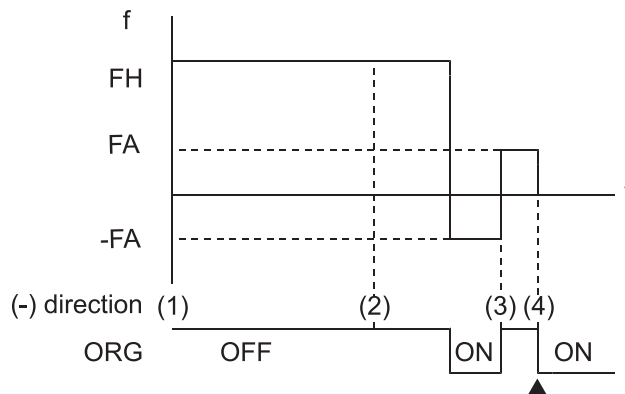 f
FH
FA
-FA
(-) direction (1) (2) (3) (4)
ORG OFF ON ON